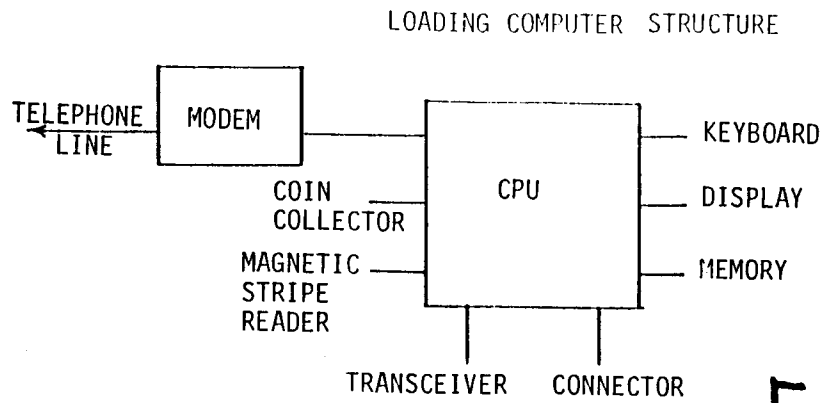 LOADING COMPUTER STRUCTURE
TELEPHONE
LINE
MODEM
CPU
COIN
COLLECTOR
MAGNETIC
STRIPE
READER
KEYBOARD
DISPLAY
MEMORY
TRANSCEIVER
CONNECTOR